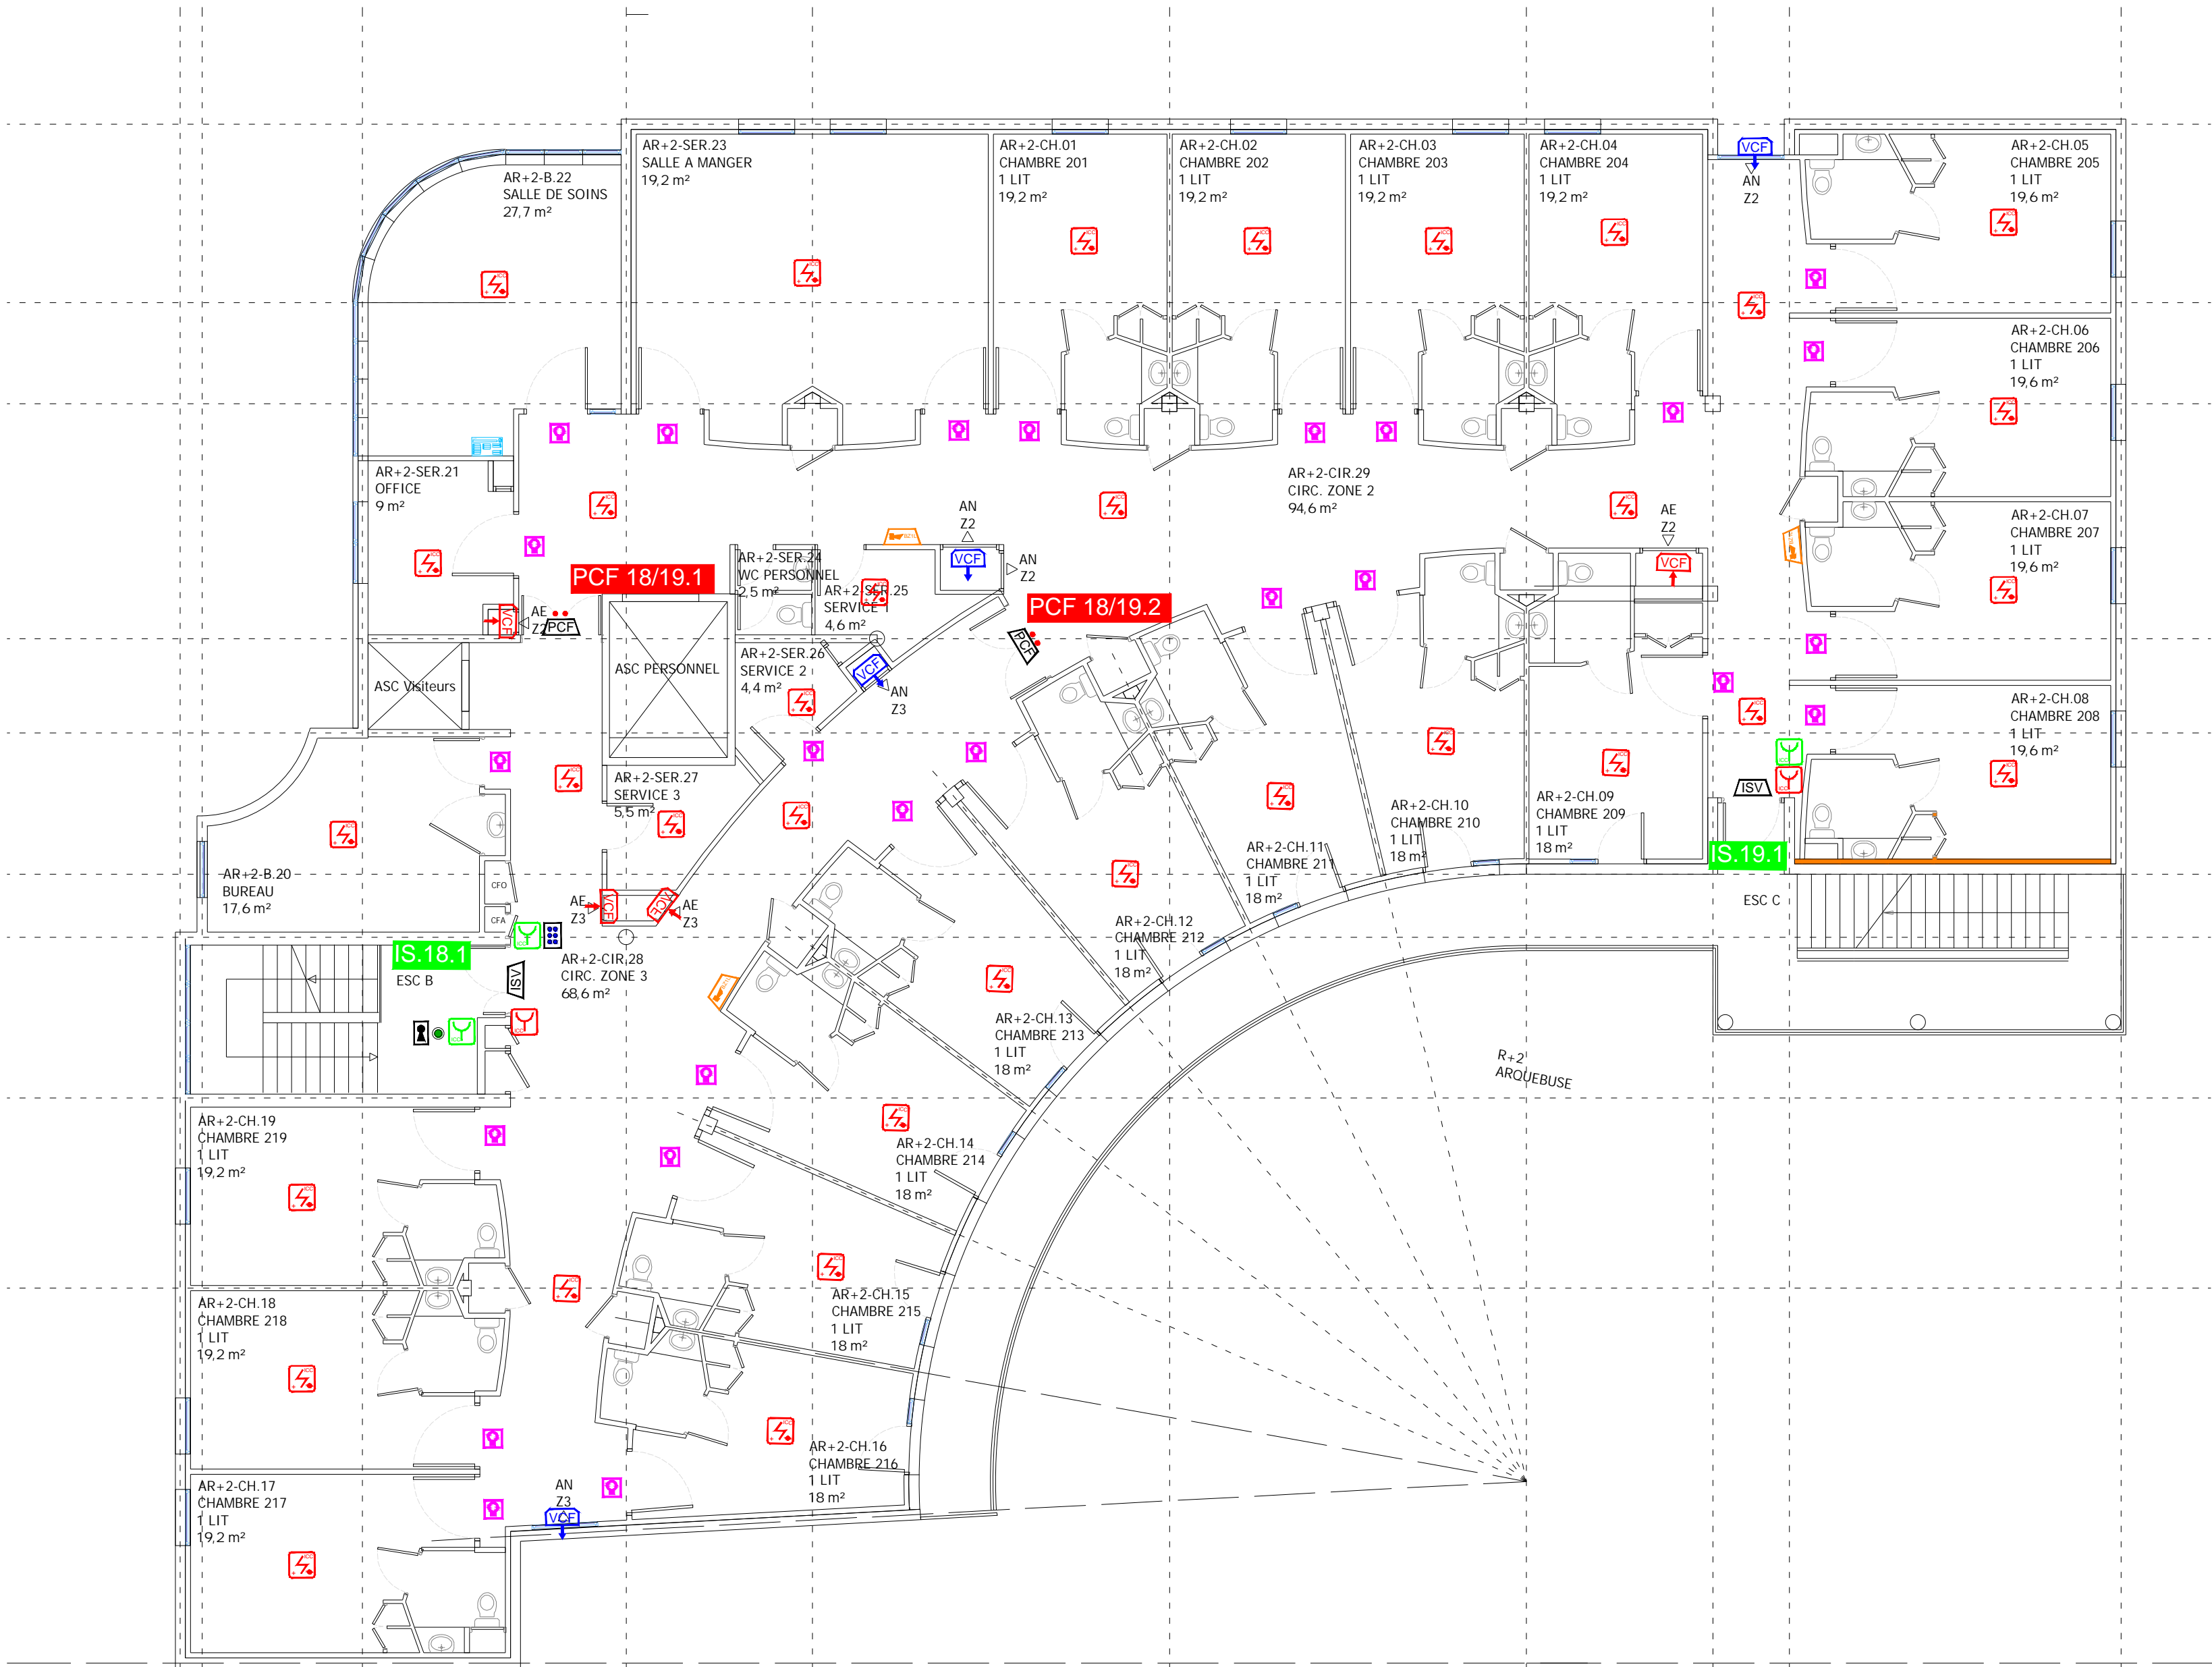 AR+2-SER.23
SALLE A MANGER
19,2 m²
AR+2-CH.01
CHAMBRE 201
1 LIT
19,2 m²
AR+2-CH.02
CHAMBRE 202
1 LIT
19,2 m²
AR+2-CH.03
CHAMBRE 203
1 LIT
19,2 m²
AR+2-CH.04
CHAMBRE 204
1 LIT
19,2 m²
VCF
AN
Z2
AR+2-CH.05
CHAMBRE 205
1 LIT
19,6 m²
AR+2-B.22
SALLE DE SOINS
27,7 m²
AR+2-CH.06
CHAMBRE 206
1 LIT
19,6 m²
AR+2-SER.21
OFFICE
9 m²
AR+2-CIR.29
CIRC. ZONE 2
94,6 m²
AN
Z2
VCF
AN
Z2
AE
Z2
VCF
AR+2-CH.07
CHAMBRE 207
1 LIT
19,6 m²
PCF 18/19.1
AR+2-SER.24
WC PERSONNEL
2,5 m²
AR+2-SER.25
SERVICE 1
4,6 m²
PCF 18/19.2
PCF
VCF
AE
Z2
PCF
ASC Visiteurs
ASC PERSONNEL
AR+2-SER.26
SERVICE 2
4,4 m²
VCF
AN
Z3
AR+2-CH.08
CHAMBRE 208
1 LIT
19,6 m²
AR+2-SER.27
SERVICE 3
5,5 m²
ISV
AR+2-CH.10
CHAMBRE 210
1 LIT
18 m²
AR+2-CH.09
CHAMBRE 209
1 LIT
18 m²
IS.19.1
ESC C
AR+2-CH.11
CHAMBRE 211
1 LIT
18 m²
AR+2-B.20
BUREAU
17,6 m²
CFO
CFA
AE
Z3
VCF
VCF
AE
Z3
AR+2-CH.12
CHAMBRE 212
1 LIT
18 m²
IS.18.1
ESC B
ISV
AR+2-CIR.28
CIRC. ZONE 3
68,6 m²
AR+2-CH.13
CHAMBRE 213
1 LIT
18 m²
R+2
ARQUEBUSE
AR+2-CH.19
CHAMBRE 219
1 LIT
19,2 m²
AR+2-CH.14
CHAMBRE 214
1 LIT
18 m²
AR+2-CH.18
CHAMBRE 218
1 LIT
19,2 m²
AR+2-CH.15
CHAMBRE 215
1 LIT
18 m²
AR+2-CH.16
CHAMBRE 216
1 LIT
18 m²
AR+2-CH.17
CHAMBRE 217
1 LIT
19,2 m²
AN
Z3
VCF